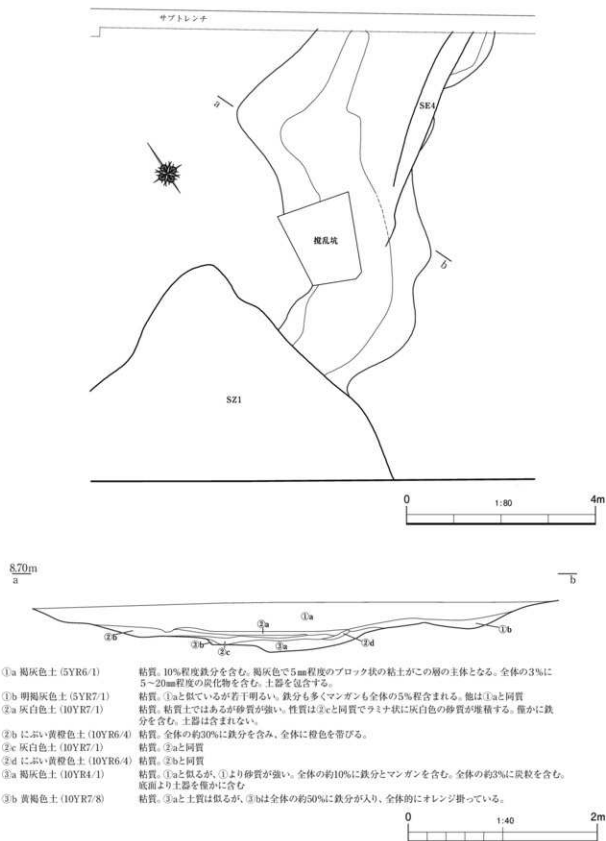 サブトレンチ
a
SE4
撹乱坑
b
SZ1
0 1:80 4m
8.70m
a b
①a
②a
②b ③b ②c ③a ②d ①b
①a 褐灰色土 (5YR6/1) 粘質。10%程度鉄分を含む。褐灰色で5㎜程度のブロック状の粘土がこの層の主体となる。全体の3%に
5～20㎜程度の炭化物を含む。土器を包含する。
①b 明褐灰色土 (5YR7/1) 粘質。①aと似ているが若干明るい。鉄分も多くマンガンも全体の5%程含まれる。他は①aと同質
②a 灰白色土 (10YR7/1) 粘質。粘質土ではあるが砂質が強い。性質は②cと同質でラミナ状に灰白色の砂質が堆積する。僅かに鉄
分を含む。土器は含まれない。
②b にぶい黄橙色土 (10YR6/4) 粘質。全体の約30%に鉄分を含み、全体に橙色を帯びる。
②c 灰白色土 (10YR7/1) 粘質。②aと同質
②d にぶい黄橙色土 (10YR6/4) 粘質。②bと同質
③a 褐灰色土 (10YR4/1) 粘質。①aと似るが、①より砂質が強い。全体の約10%に鉄分とマンガンを含む。全体の約3%に炭粒を含む。
底面より土器を僅かに含む
③b 黄褐色土 (10YR7/8) 粘質。③aと土質は似るが、③bは全体の約50%に鉄分が入り、全体的にオレンジ掛っている。
0 1:40 2m